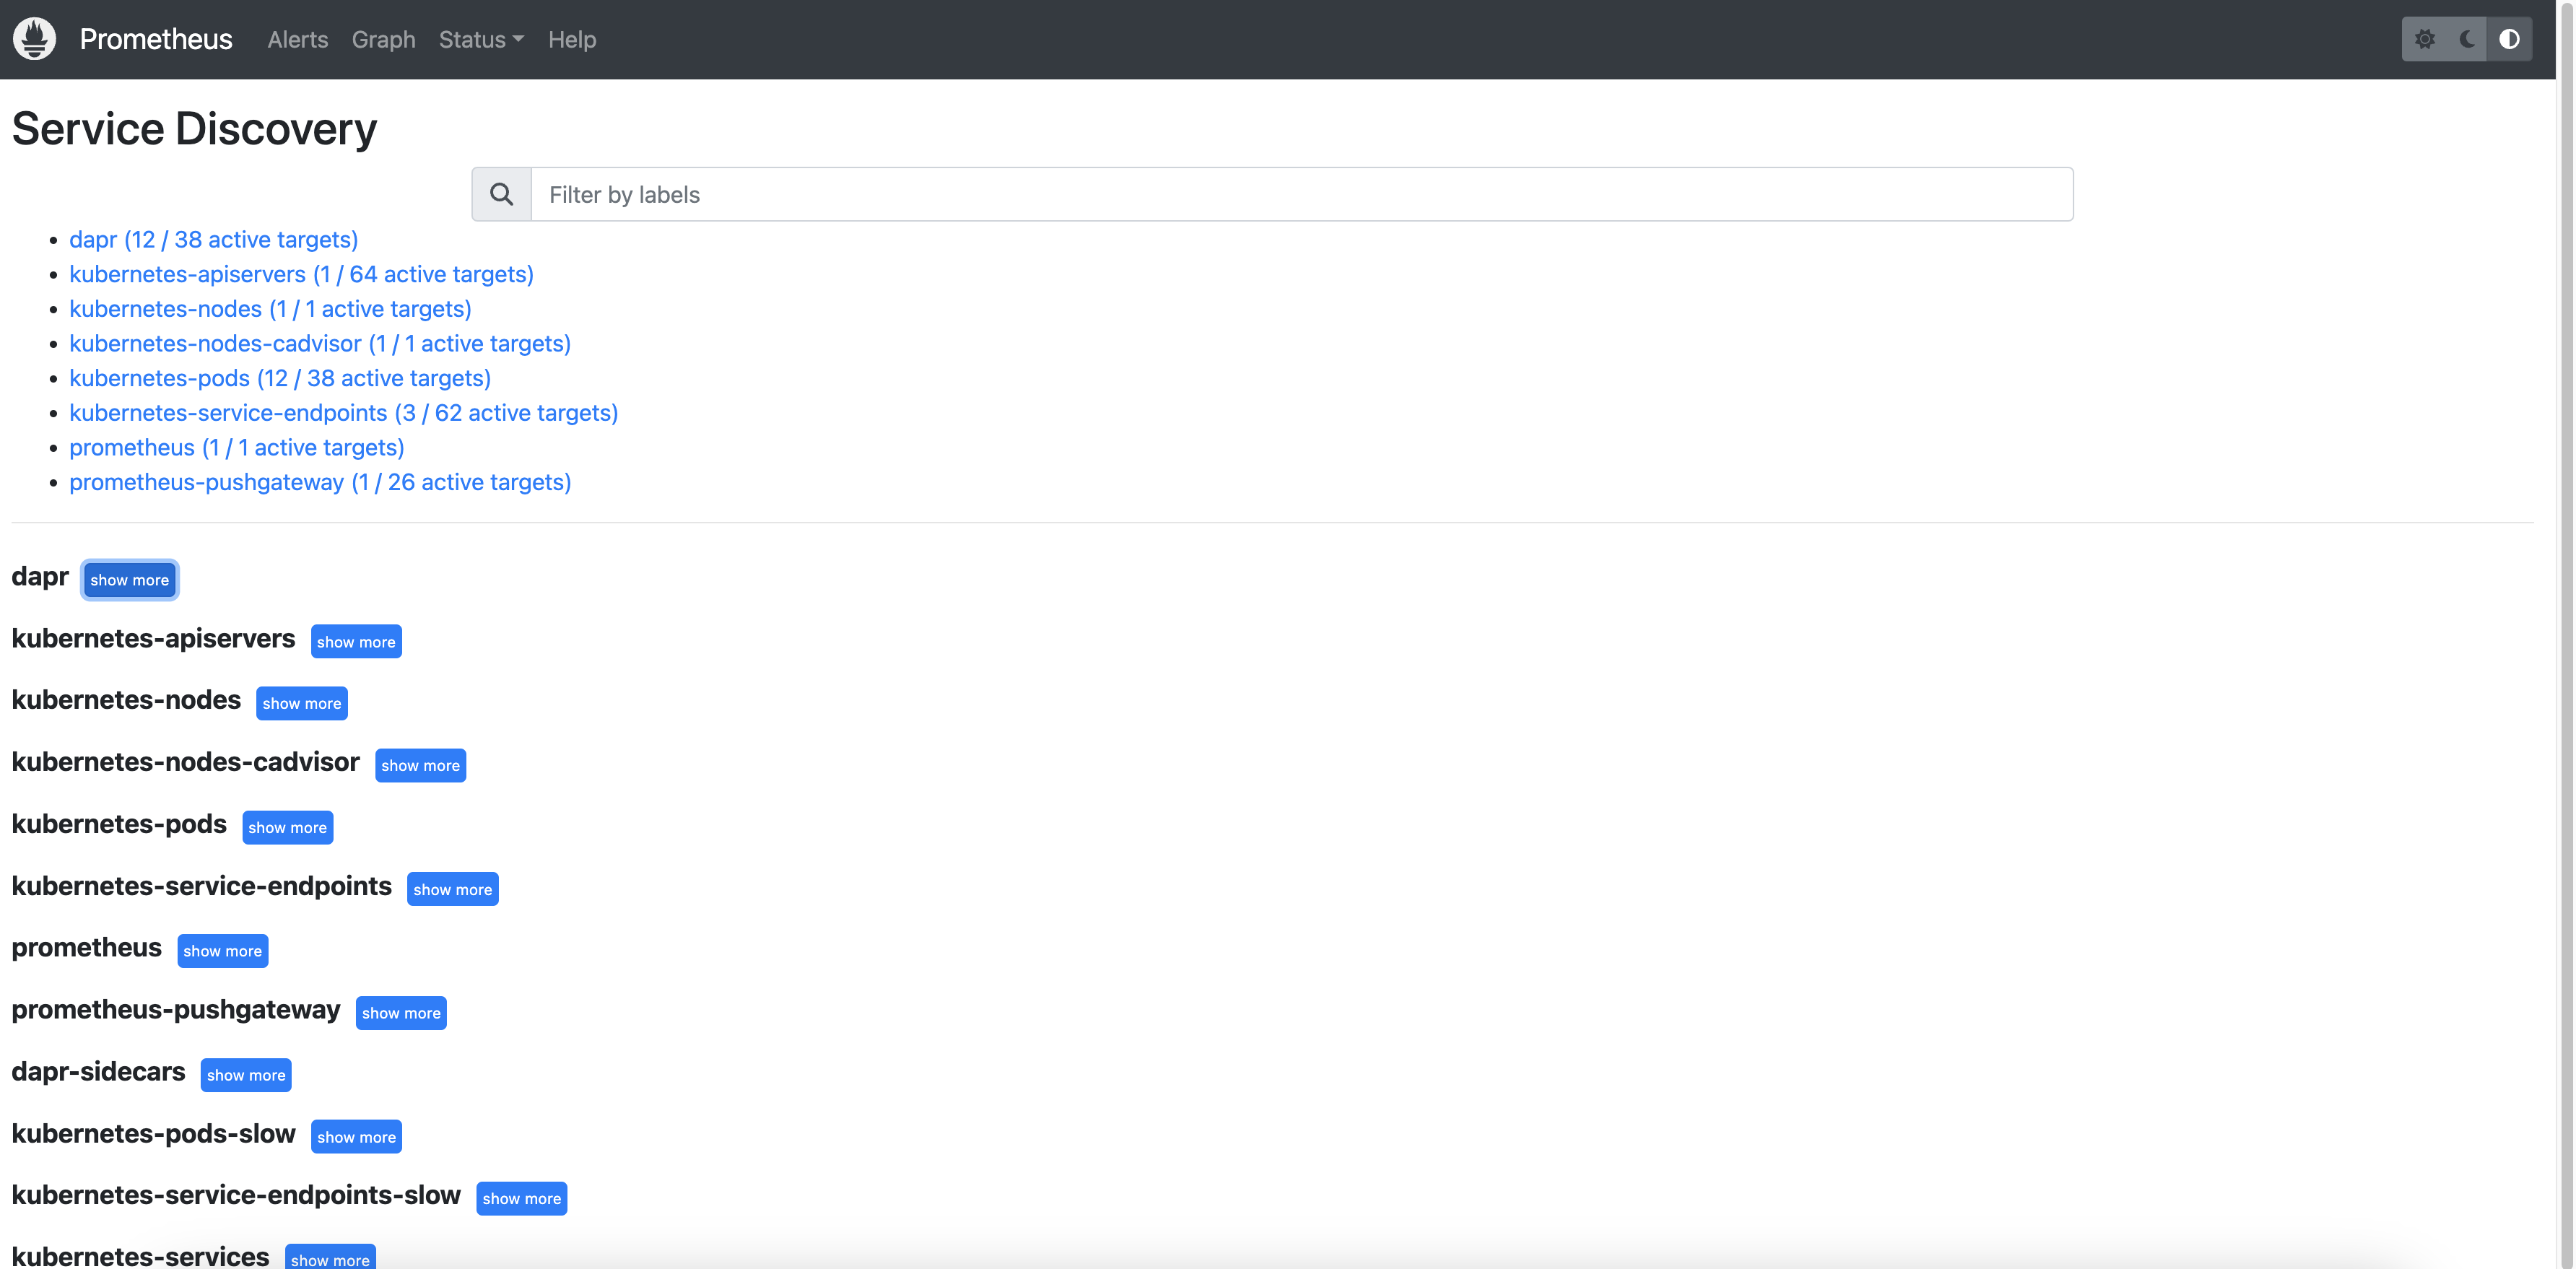 Prometheus Alerts Graph Status Help
Service Discovery
Filter by labels
dapr (12 / 38 active targets)
kubernetes-apiservers (1 / 64 active targets)
kubernetes-nodes (1 / 1 active targets)
kubernetes-nodes-cadvisor (1 / 1 active targets)
kubernetes-pods (12 / 38 active targets)
kubernetes-service-endpoints (3 / 62 active targets)
prometheus (1 / 1 active targets)
prometheus-pushgateway (1 / 26 active targets)
dapr show more
kubernetes-apiservers show more
kubernetes-nodes show more
kubernetes-nodes-cadvisor show more
kubernetes-pods show more
kubernetes-service-endpoints show more
prometheus show more
prometheus-pushgateway show more
dapr-sidecars show more
kubernetes-pods-slow show more
kubernetes-service-endpoints-slow show more
kubernetes-services show more